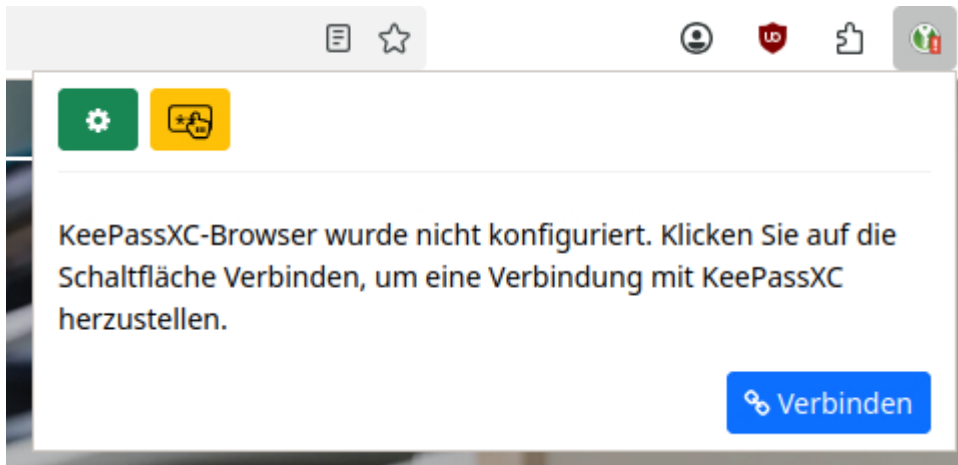 KeePassXC-Browser wurde nicht konfiguriert. Klicken Sie auf die
Schaltfläche Verbinden, um eine Verbindung mit KeePassXC
herzustellen.
Verbinden